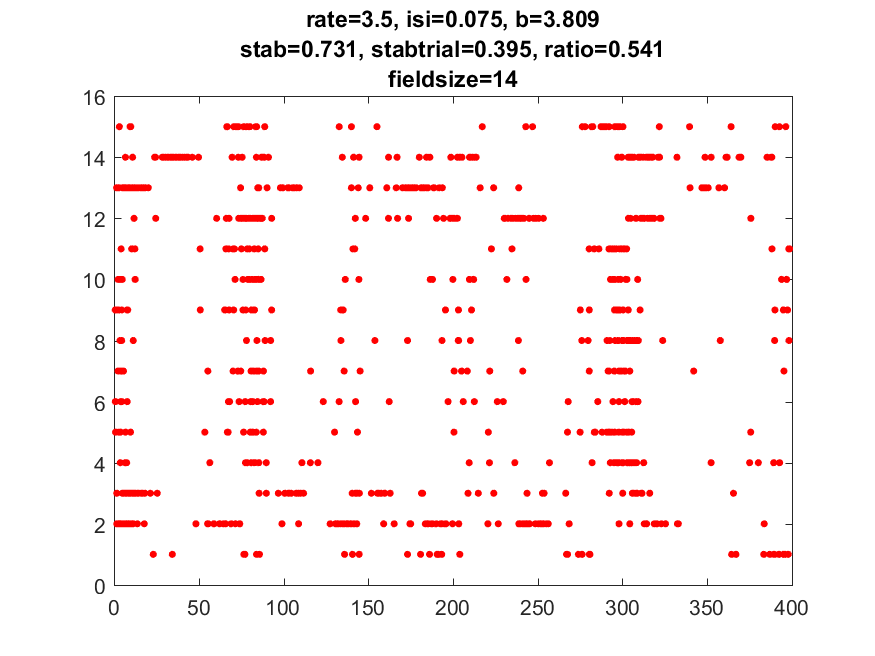 rate=3.5, isi=0.075, b=3.809
stab=0.731, stabtrial=0.395, ratio=0.541
fieldsize=14
16
14
12
10
8
6
4
2
0
0 50 100 150 200 250 300 350 400